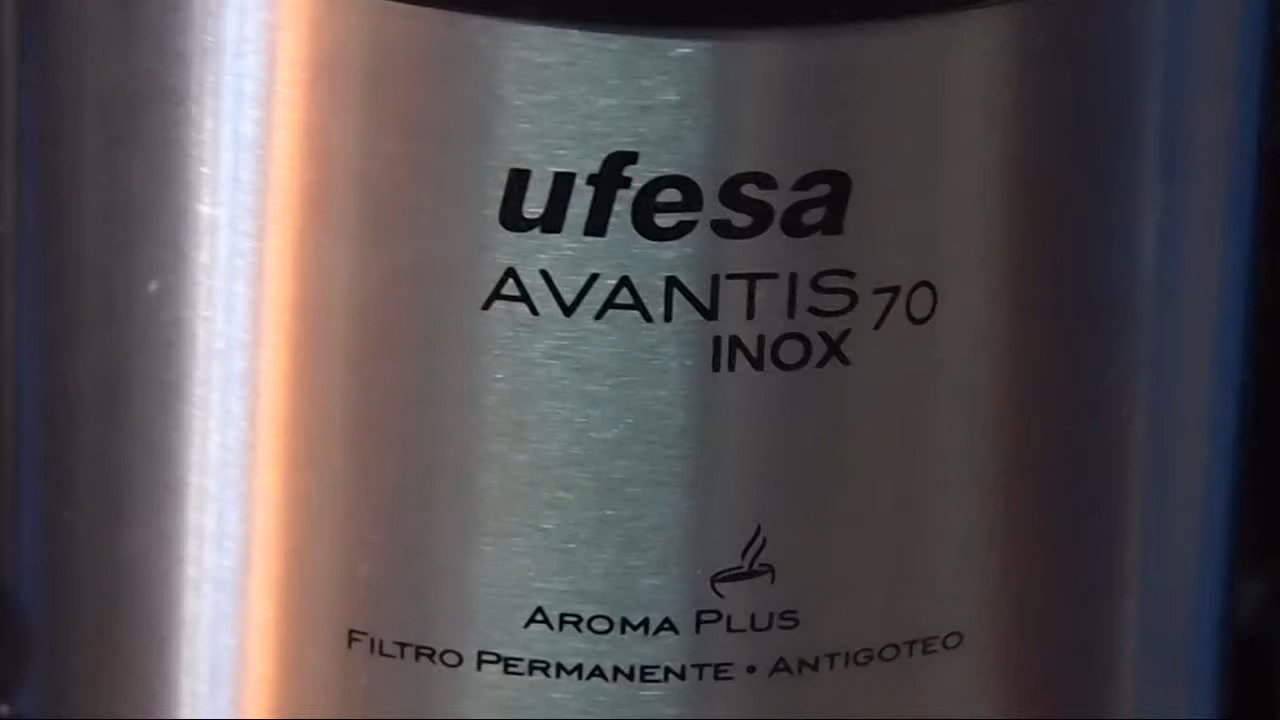 ufesa
AVANTIS 70
INOX
AROMA PLUS
FILTRO PERMANENTE • ANTIGOTEO